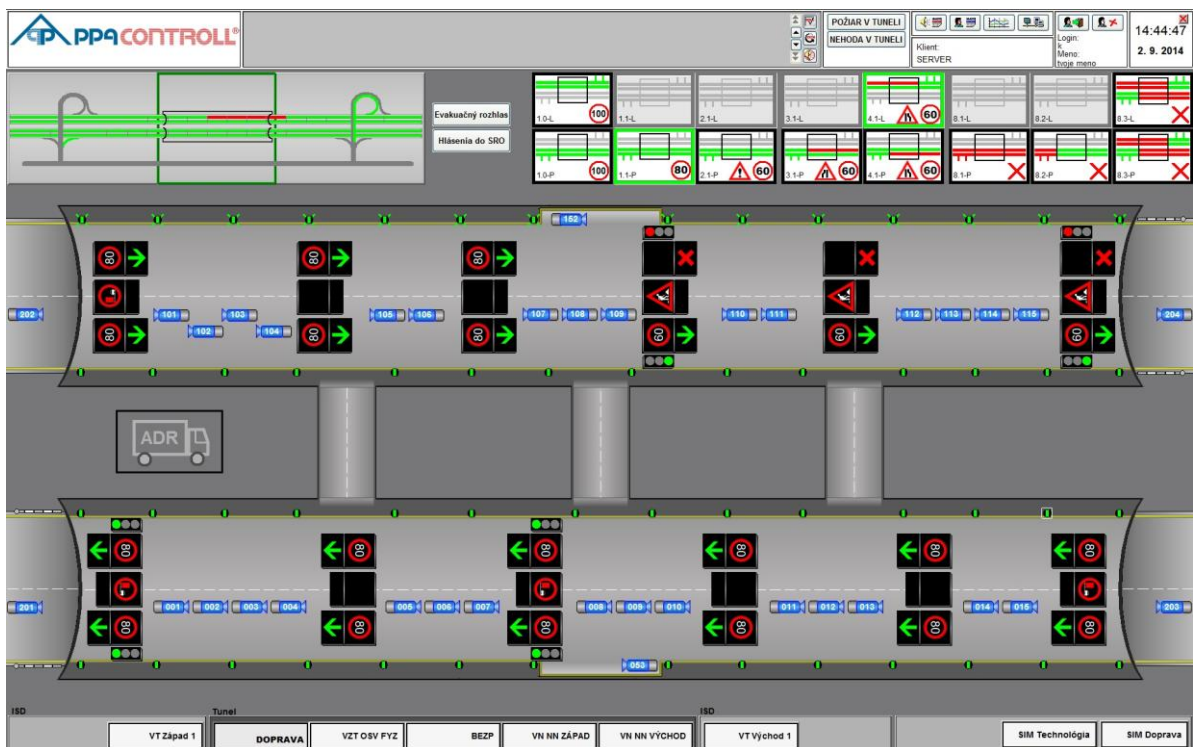 PPA CONTROLL®
POŽIAR V TUNELI
NEHODA V TUNELI
Klient:
SERVER
Login:
k
Meno:
tvoje meno
14:44:47
2. 9. 2014
Evakuačný rozhlas
Hlásenia do SRO
1.0-L 100
1.1-L
2.1-L
3.1-L
4.1-L 60
8.1-L
8.2-L
8.3-L
1.0-P 100
1.1-P 80
2.1-P 60
3.1-P 60
4.1-P 60
8.1-P
8.2-P
8.3-P
152
80 80 80
202 101 102 103 104 105 106 107 108 109 110 111 112 113 114 115 204
80 80 80 60 60 60
ADR
80 80 80 80 80 80
201 001 002 003 004 005 006 007 008 009 010 011 012 013 014 015 203
80 80 80 80 80 80
053
ISD
Tunel
ISD
VT Západ 1
DOPRAVA
VZT OSV FYZ
BEZP
VN NN ZÁPAD
VN NN VÝCHOD
VT Východ 1
SIM Technológia
SIM Doprava